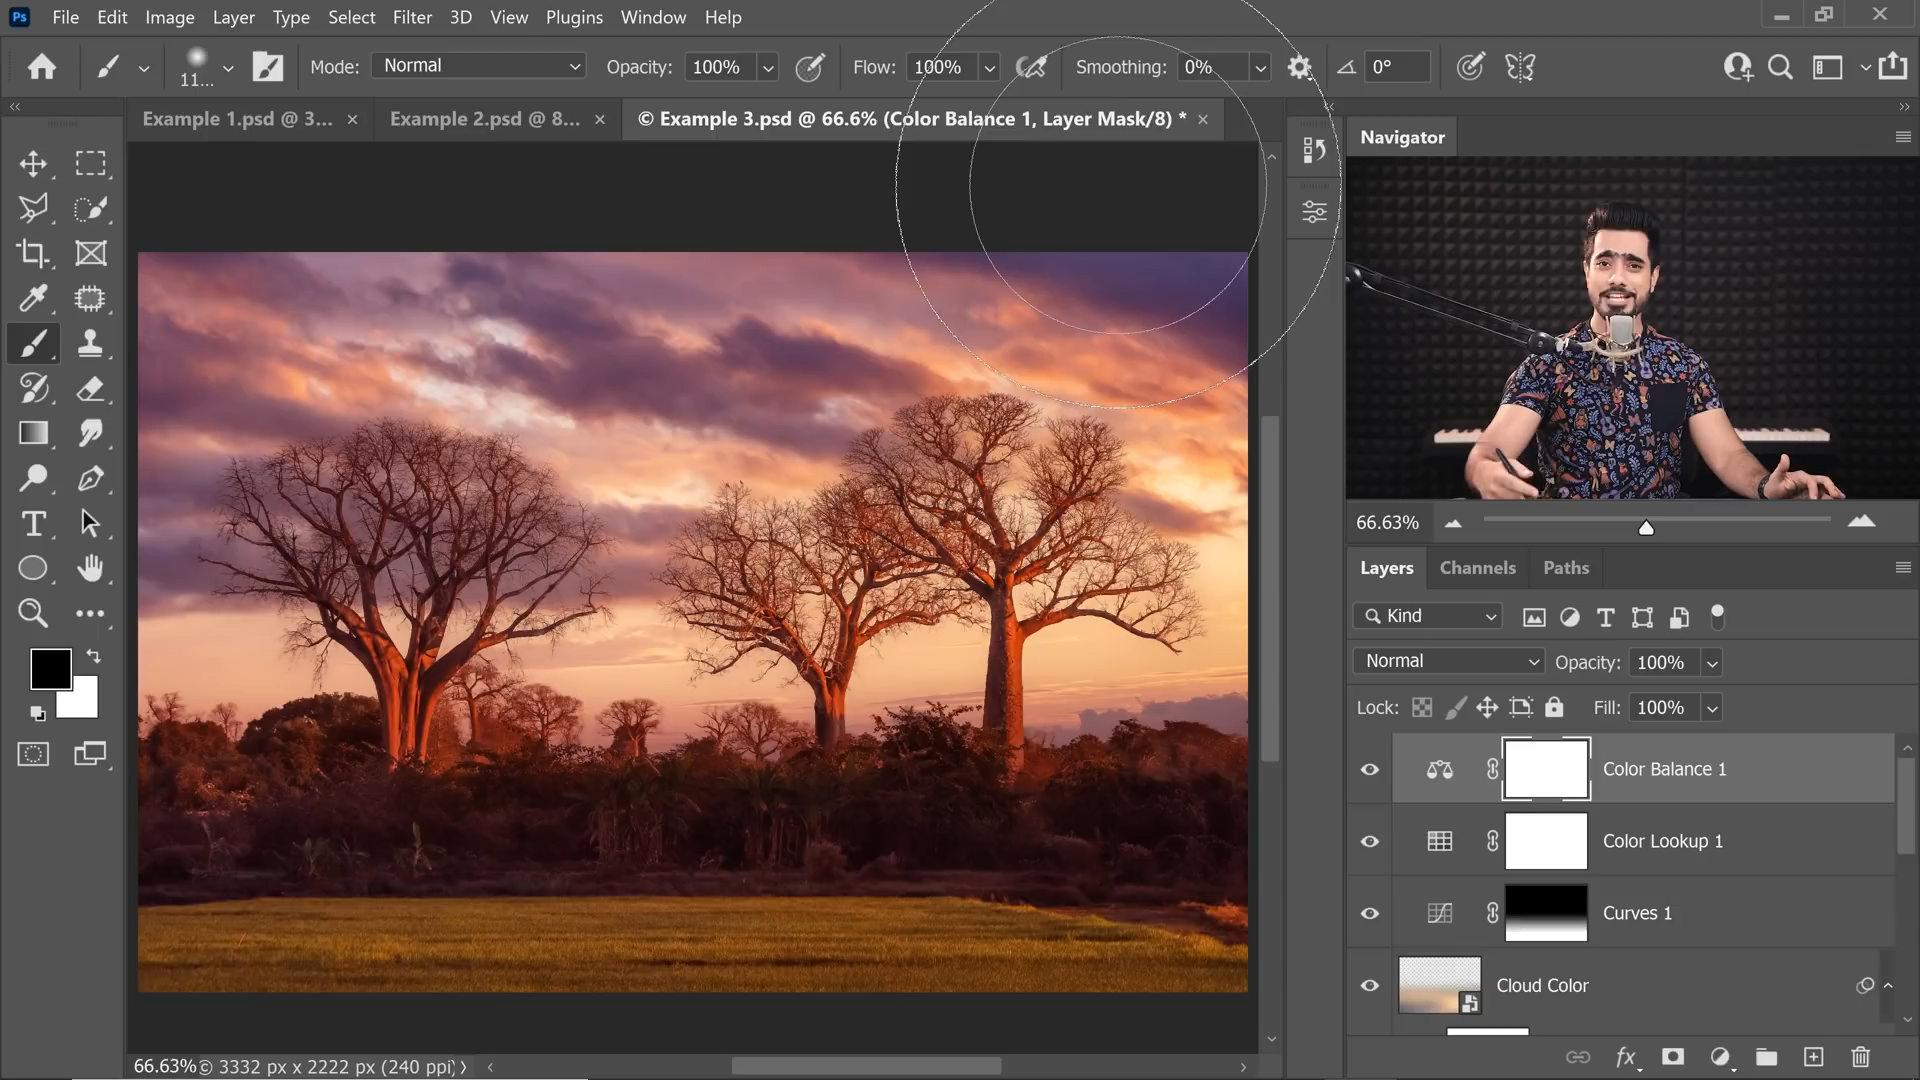 Ps File Edit Image Layer Type Select Filter 3D View Plugins Window Help
11... Mode: Normal Opacity: 100% Flow: 100% Smoothing: 0% 0°
Example 1.psd @ 3... Example 2.psd @ 8... © Example 3.psd @ 66.6% (Color Balance 1, Layer Mask/8) *
Navigator
66.63%
Layers Channels Paths
Kind
Normal Opacity: 100%
Lock: Fill: 100%
Color Balance 1
Color Lookup 1
Curves 1
Cloud Color
66.63% © 3332 px x 2222 px (240 ppi)
fx